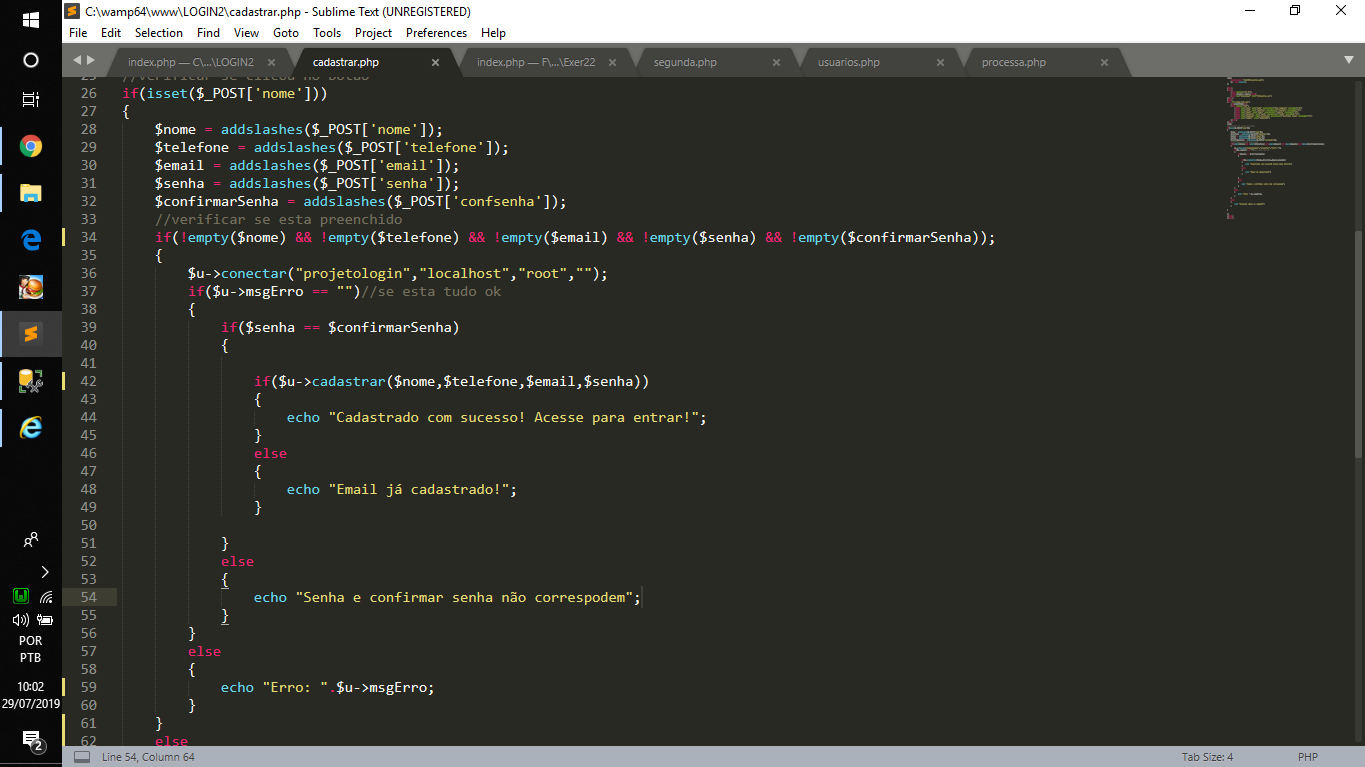 C:\wamp64\www\LOGIN2\cadastrar.php - Sublime Text (UNREGISTERED)
File Edit Selection Find View Goto Tools Project Preferences Help
index.php — C\...\LOGIN2 × cadastrar.php × index.php — F\...\Exer22 × segunda.php × usuarios.php × processa.php ×
25 //verificar se clicou no botao
26 if(isset($_POST['nome']))
27 {
28 $nome = addslashes($_POST['nome']);
29 $telefone = addslashes($_POST['telefone']);
30 $email = addslashes($_POST['email']);
31 $senha = addslashes($_POST['senha']);
32 $confirmarSenha = addslashes($_POST['confsenha']);
33 //verificar se esta preenchido
34 if(!empty($nome) && !empty($telefone) && !empty($email) && !empty($senha) && !empty($confirmarSenha));
35 {
36 $u->conectar("projetologin","localhost","root","");
37 if($u->msgErro == "")//se esta tudo ok
38 {
39 if($senha == $confirmarSenha)
40 {
41
42 if($u->cadastrar($nome,$telefone,$email,$senha))
43 {
44 echo "Cadastrado com sucesso! Acesse para entrar!";
45 }
46 else
47 {
48 echo "Email já cadastrado!";
49 }
50
51 }
52 else
53 {
54 echo "Senha e confirmar senha não correspodem";
55 }
56 }
57 else
58 {
59 echo "Erro: ".$u->msgErro;
60 }
61 }
62 else
POR
PTB
10:02
29/07/2019
2
Line 54, Column 64 Tab Size: 4 PHP